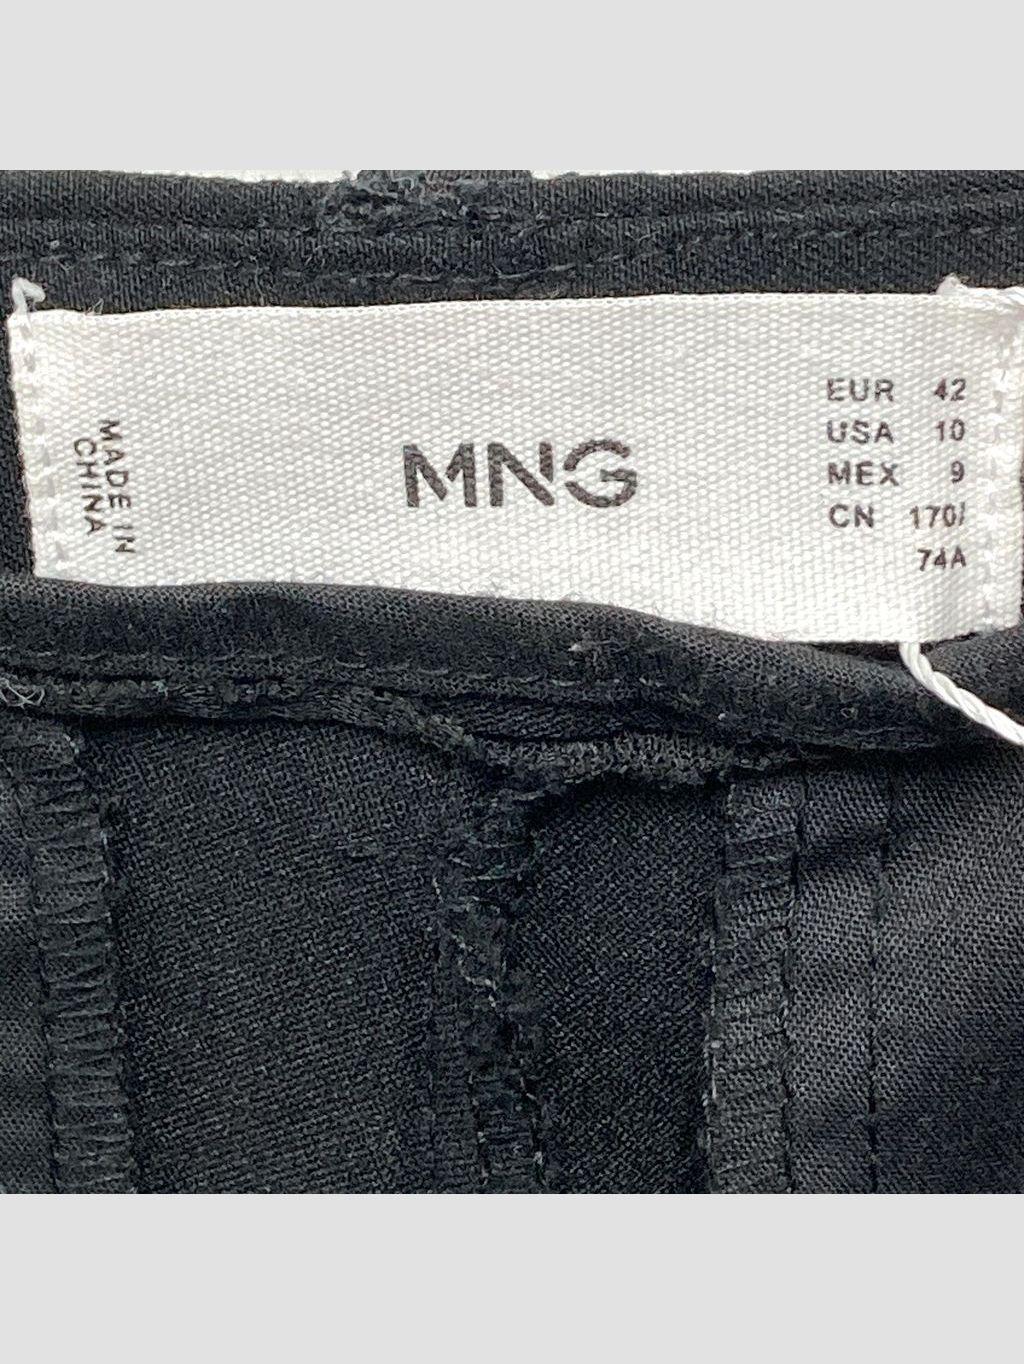 MADE IN
CHINA
MNG
EUR 42
USA 10
MEX 9
CN 170/
74A